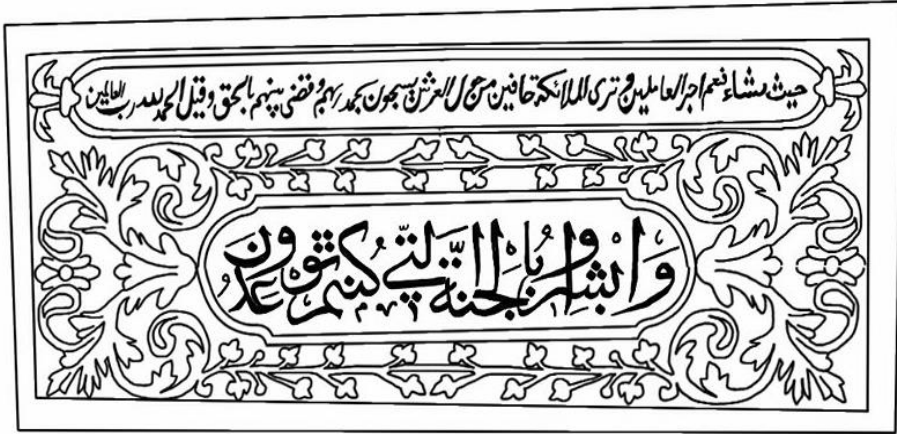 حيث نشاء فنعم اجر العاملين وترى الملائكة حافين من حول العرش يسبحون بحمد ربهم وقضى بينهم بالحق وقيل الحمد لله رب العالمين
وابشروا بالجنة التي كنتم توعدون